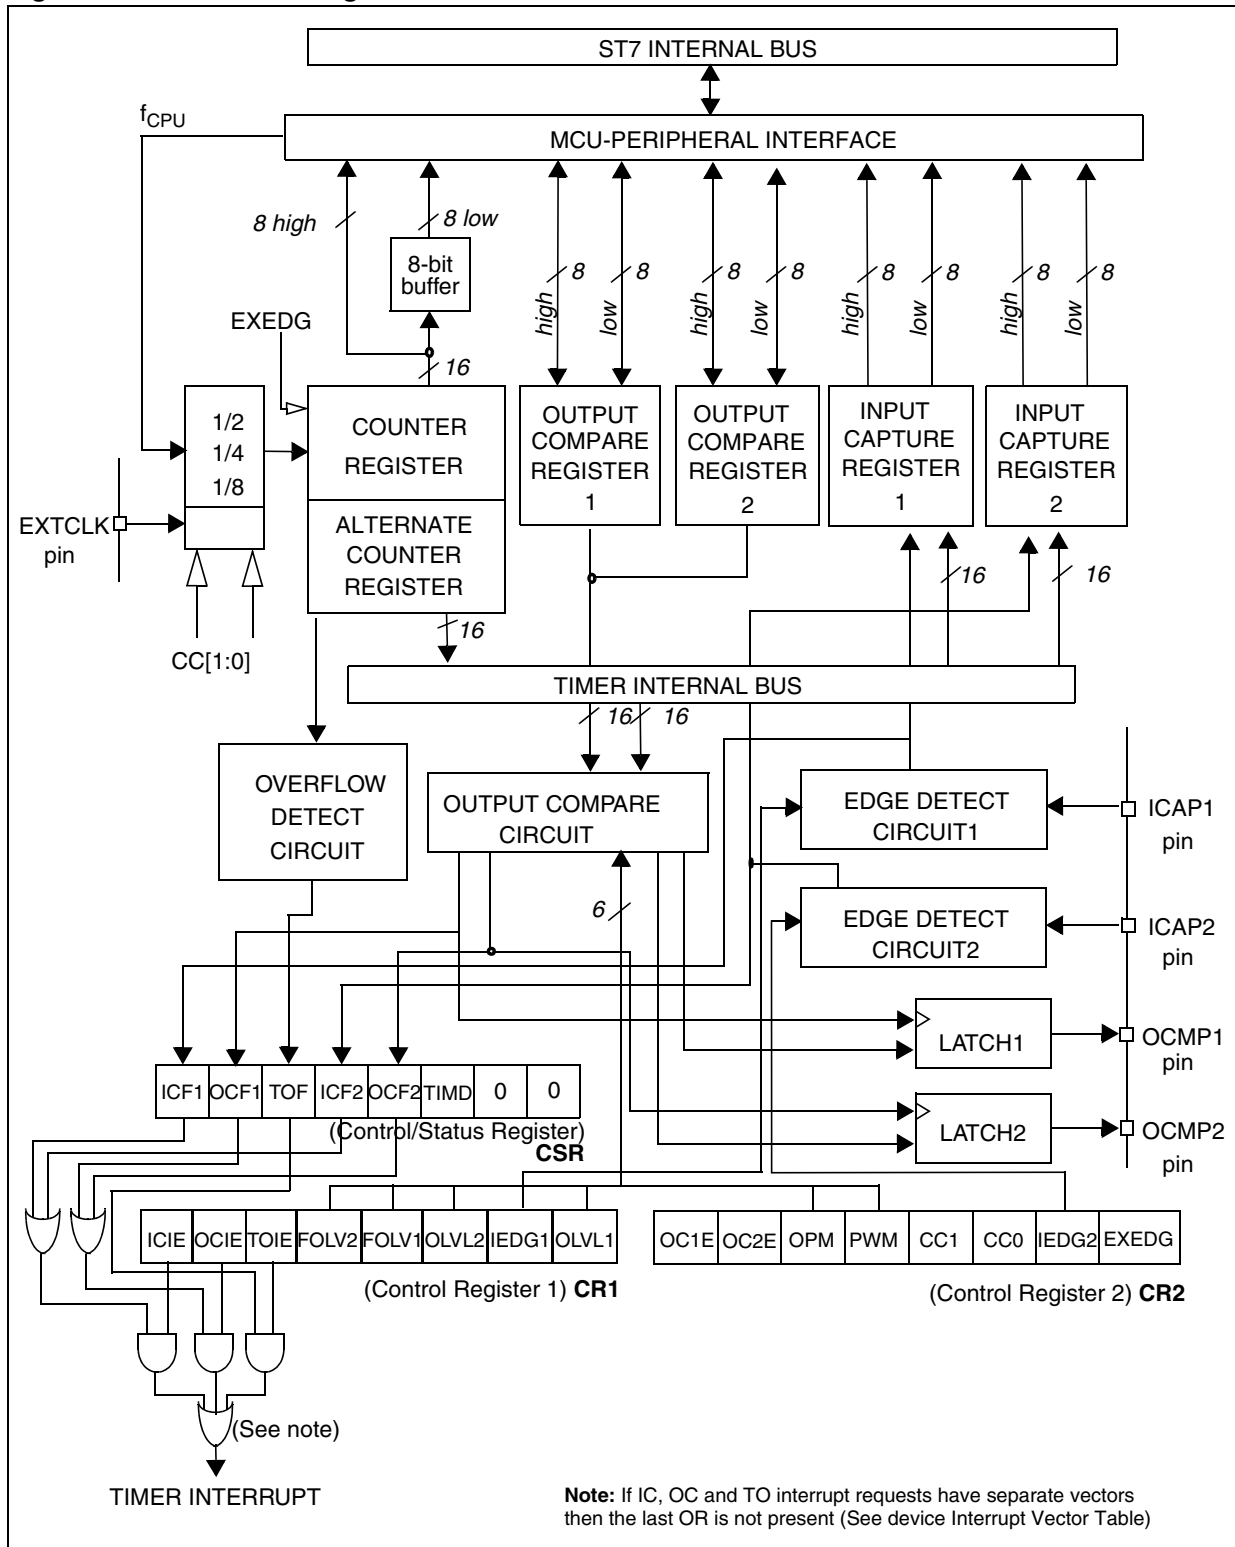 ST7 INTERNAL BUS
fCPU
MCU-PERIPHERAL INTERFACE
8 high
8 low
8-bit
buffer
8 8 8 8 8 8 8 8
high low high low high low high low
EXEDG
16
1/2
1/4
1/8
COUNTER
REGISTER
OUTPUT
COMPARE
REGISTER
1
OUTPUT
COMPARE
REGISTER
2
INPUT
CAPTURE
REGISTER
1
INPUT
CAPTURE
REGISTER
2
EXTCLK
pin
ALTERNATE
COUNTER
REGISTER
16 16
16
CC[1:0]
TIMER INTERNAL BUS
16 16
OVERFLOW
DETECT
CIRCUIT
OUTPUT COMPARE
CIRCUIT
EDGE DETECT
CIRCUIT1
ICAP1
pin
6
EDGE DETECT
CIRCUIT2
ICAP2
pin
LATCH1
OCMP1
pin
ICF1 OCF1 TOF ICF2 OCF2 TIMD 0 0
(Control/Status Register)
CSR
LATCH2
OCMP2
pin
ICIE OCIE TOIE FOLV2 FOLV1 OLVL2 IEDG1 OLVL1
(Control Register 1) CR1
OC1E OC2E OPM PWM CC1 CC0 IEDG2 EXEDG
(Control Register 2) CR2
(See note)
TIMER INTERRUPT
Note: If IC, OC and TO interrupt requests have separate vectors
then the last OR is not present (See device Interrupt Vector Table)